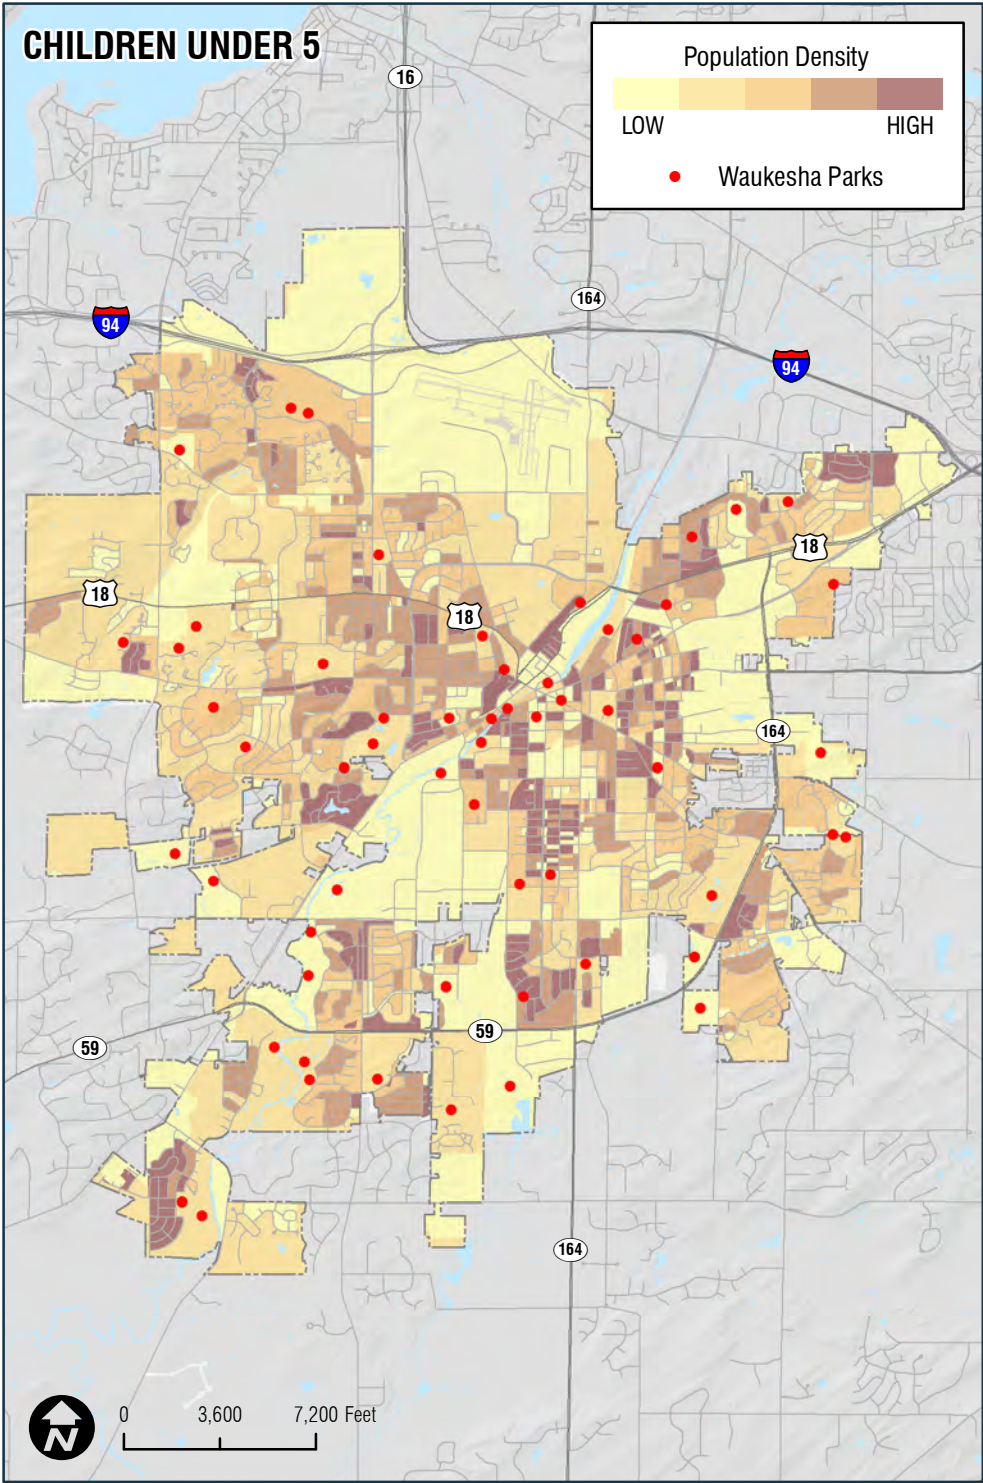 CHILDREN UNDER 5
Population Density
LOW HIGH
Waukesha Parks
16
164
94
94
18
18
18
164
59
59
164
0 3,600 7,200 Feet
N